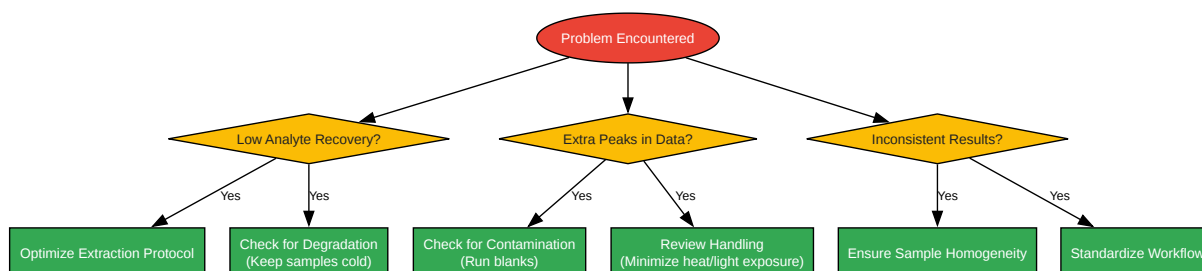 Problem Encountered
Low Analyte Recovery?
Extra Peaks in Data?
Inconsistent Results?
Yes
Yes
Yes
Yes
Yes
Yes
Optimize Extraction Protocol
Check for Degradation
(Keep samples cold)
Check for Contamination
(Run blanks)
Review Handling
(Minimize heat/light exposure)
Ensure Sample Homogeneity
Standardize Workflow